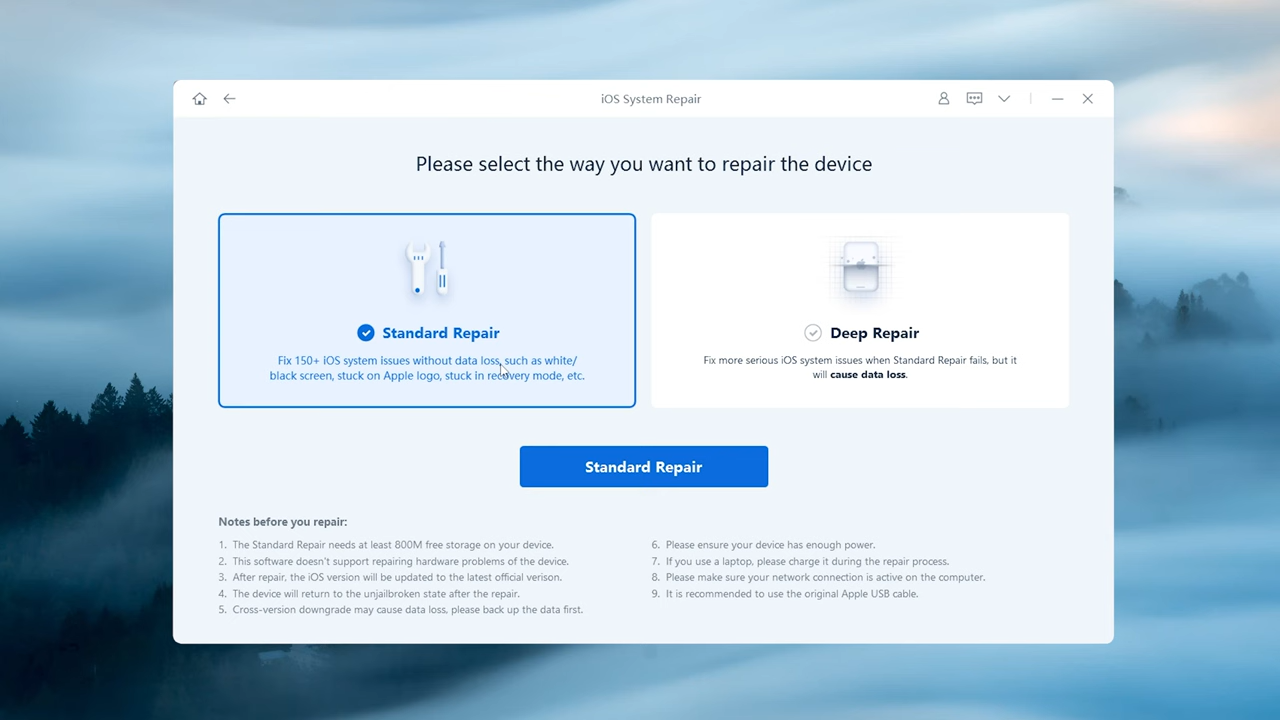 iOS System Repair
Please select the way you want to repair the device
Standard Repair
Fix 150+ iOS system issues without data loss, such as white/
black screen, stuck on Apple logo, stuck in recovery mode, etc.
Deep Repair
Fix more serious iOS system issues when Standard Repair fails, but it
will cause data loss.
Standard Repair
Notes before you repair:
1. The Standard Repair needs at least 800M free storage on your device.
2. This software doesn't support repairing hardware problems of the device.
3. After repair, the iOS version will be updated to the latest official verison.
4. The device will return to the unjailbroken state after the repair.
5. Cross-version downgrade may cause data loss, please back up the data first.
6. Please ensure your device has enough power.
7. If you use a laptop, please charge it during the repair process.
8. Please make sure your network connection is active on the computer.
9. It is recommended to use the original Apple USB cable.